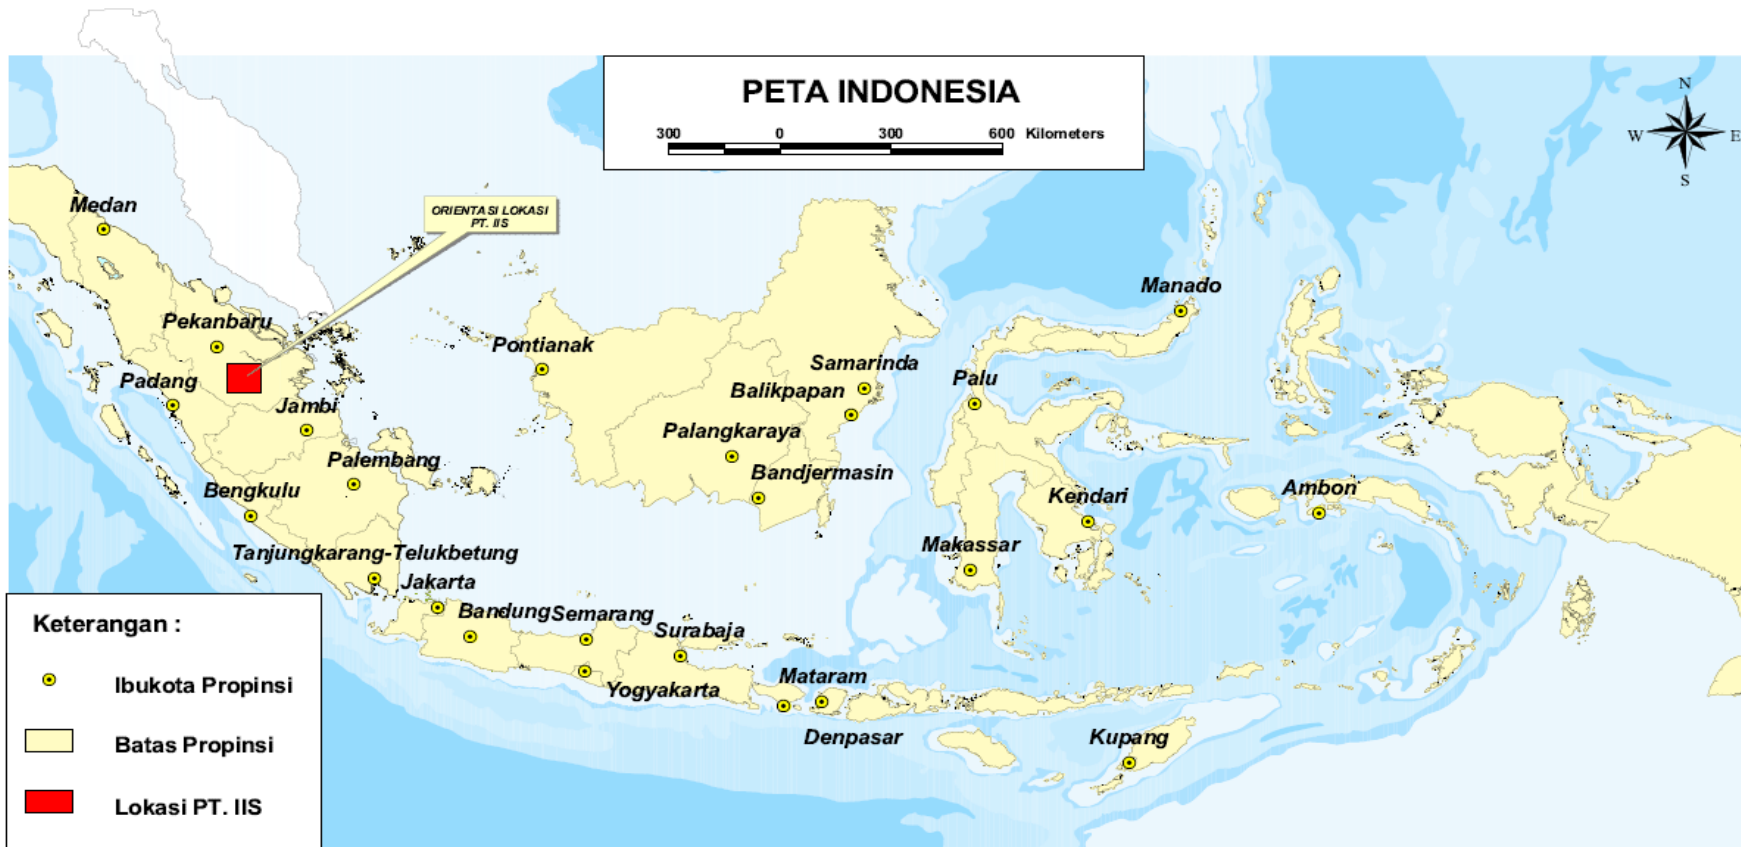 PETA INDONESIA
300 0 300 600 Kilometers
N
W E
S
ORIENTASI LOKASI
PT. IIS
Medan
Pekanbaru
Padang
Jambi
Palembang
Bengkulu
Tanjungkarang-Telukbetung
Jakarta
Bandung
Semarang
Surabaja
Yogyakarta
Pontianak
Samarinda
Balikpapan
Palangkaraya
Bandjermasin
Manado
Palu
Kendari
Makassar
Ambon
Mataram
Denpasar
Kupang
Keterangan :
Ibukota Propinsi
Batas Propinsi
Lokasi PT. IIS